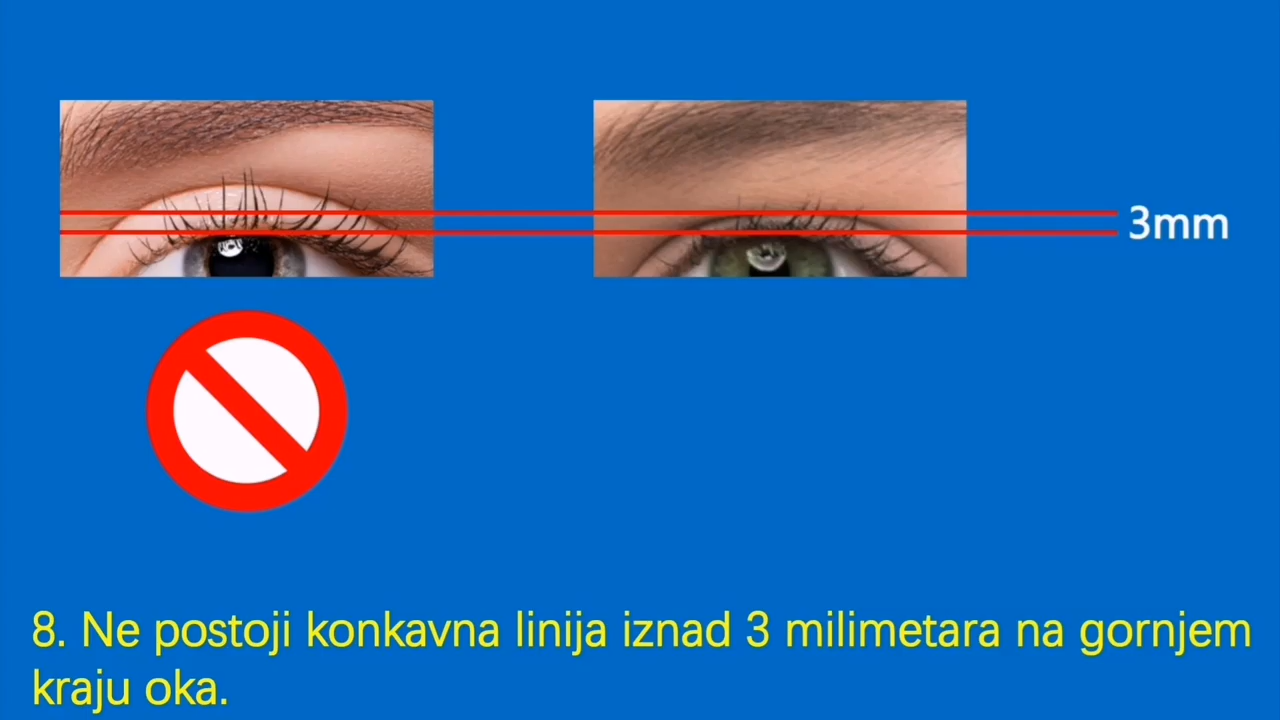 3mm
8. Ne postoji konkavna linija iznad 3 milimetara na gornjem
kraju oka.